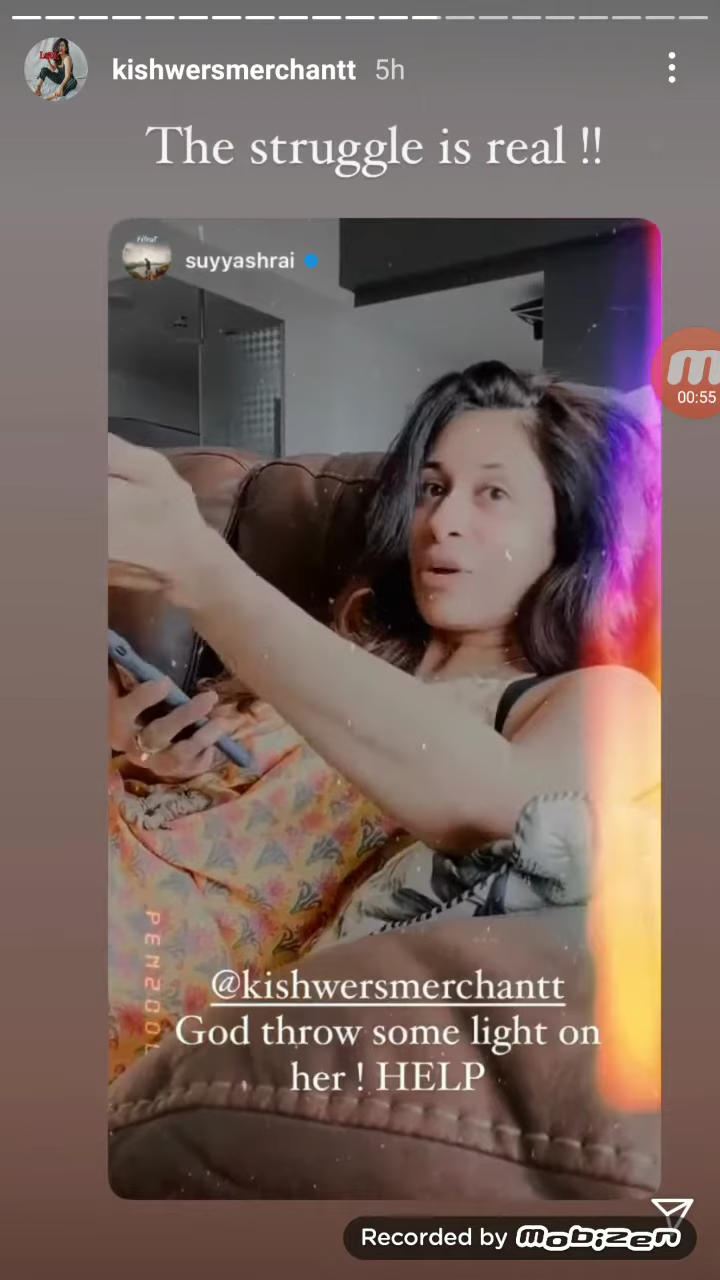 kishwersmerchantt 5h
The struggle is real !!
suyyashrai
00:55
@kishwersmerchantt
God throw some light on
her ! HELP
Recorded by mobizen